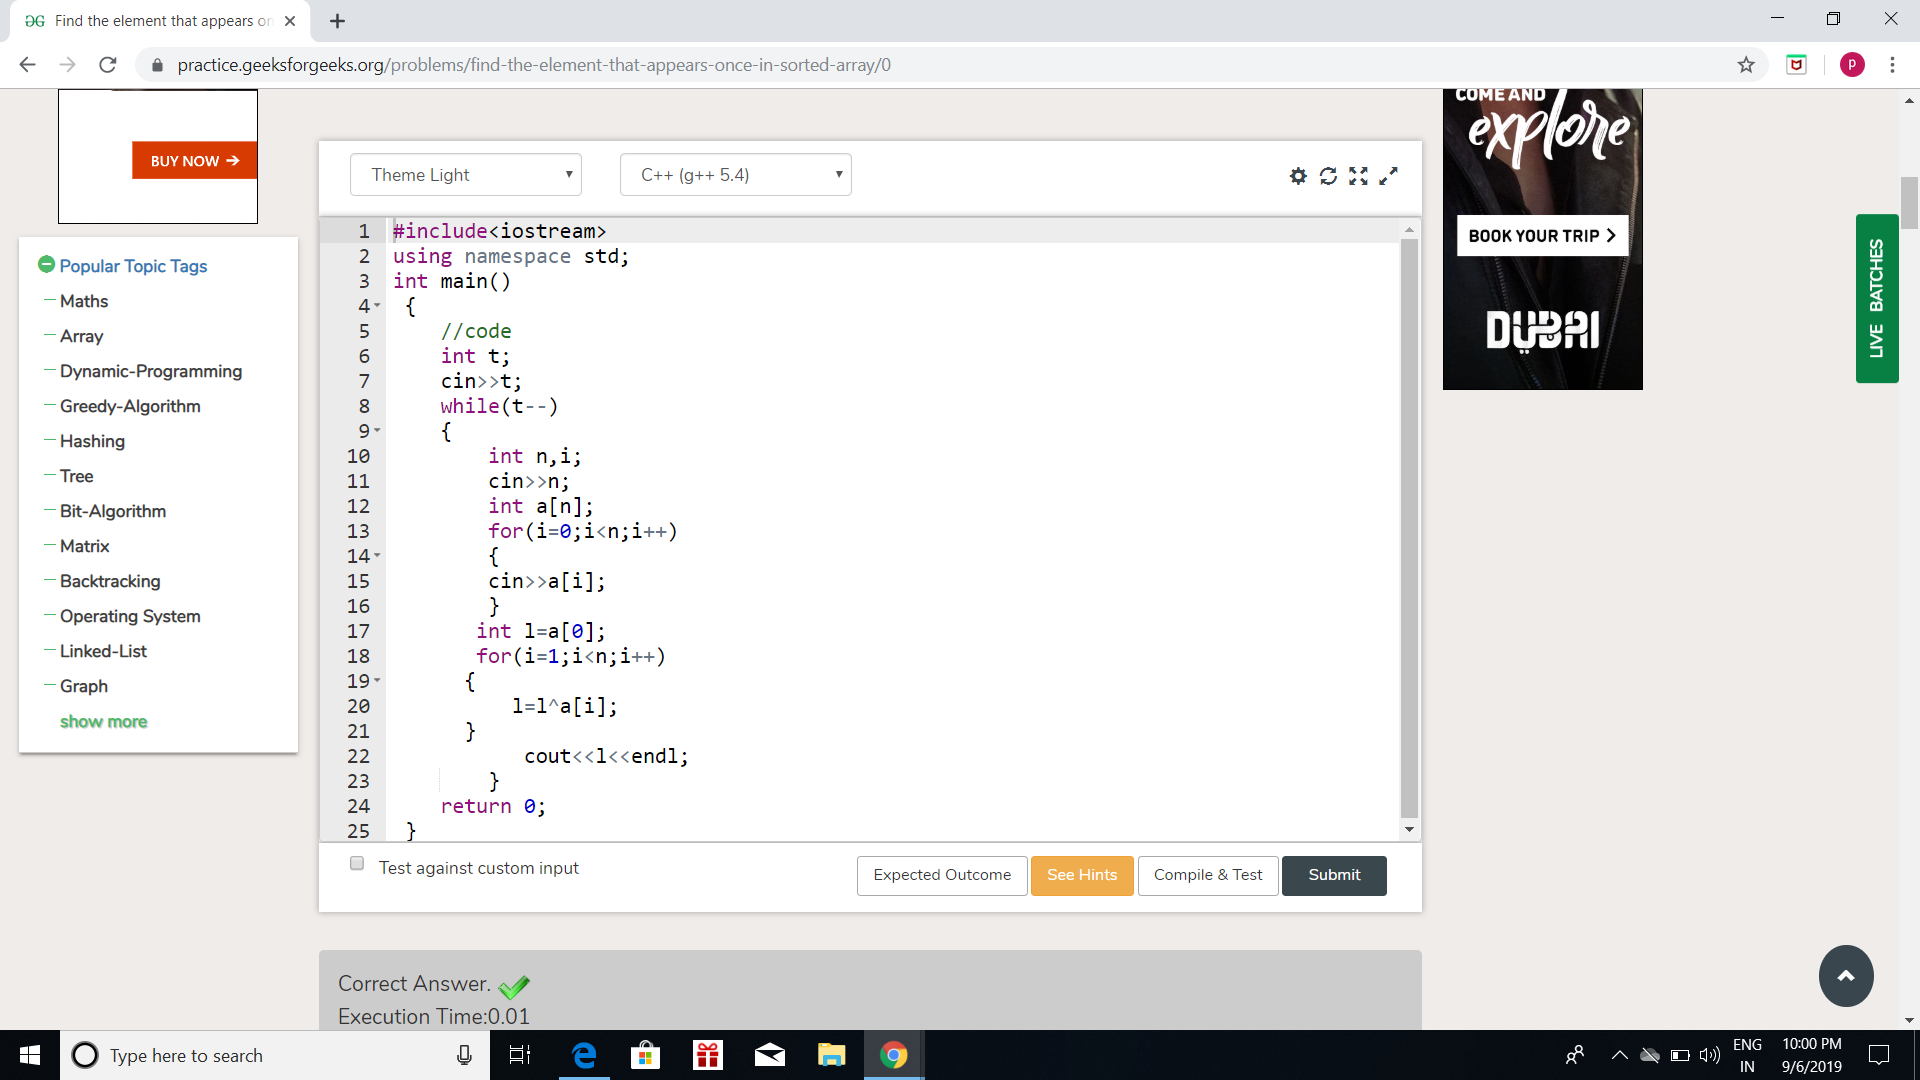 Find the element that appears on
practice.geeksforgeeks.org/problems/find-the-element-that-appears-once-in-sorted-array/0
P
BUY NOW →
COME AND
explore
BOOK YOUR TRIP >
DUBAI
LIVE BATCHES
Popular Topic Tags
Maths
Array
Dynamic-Programming
Greedy-Algorithm
Hashing
Tree
Bit-Algorithm
Matrix
Backtracking
Operating System
Linked-List
Graph
show more
Theme Light
C++ (g++ 5.4)
1 #include<iostream>
2 using namespace std;
3 int main()
4 {
5 //code
6 int t;
7 cin>>t;
8 while(t--)
9 {
10 int n,i;
11 cin>>n;
12 int a[n];
13 for(i=0;i<n;i++)
14 {
15 cin>>a[i];
16 }
17 int l=a[0];
18 for(i=1;i<n;i++)
19 {
20 l=l^a[i];
21 }
22 cout<<l<<endl;
23 }
24 return 0;
25 }
Test against custom input
Expected Outcome
See Hints
Compile & Test
Submit
Correct Answer.
Execution Time:0.01
Type here to search
ENG
IN
10:00 PM
9/6/2019